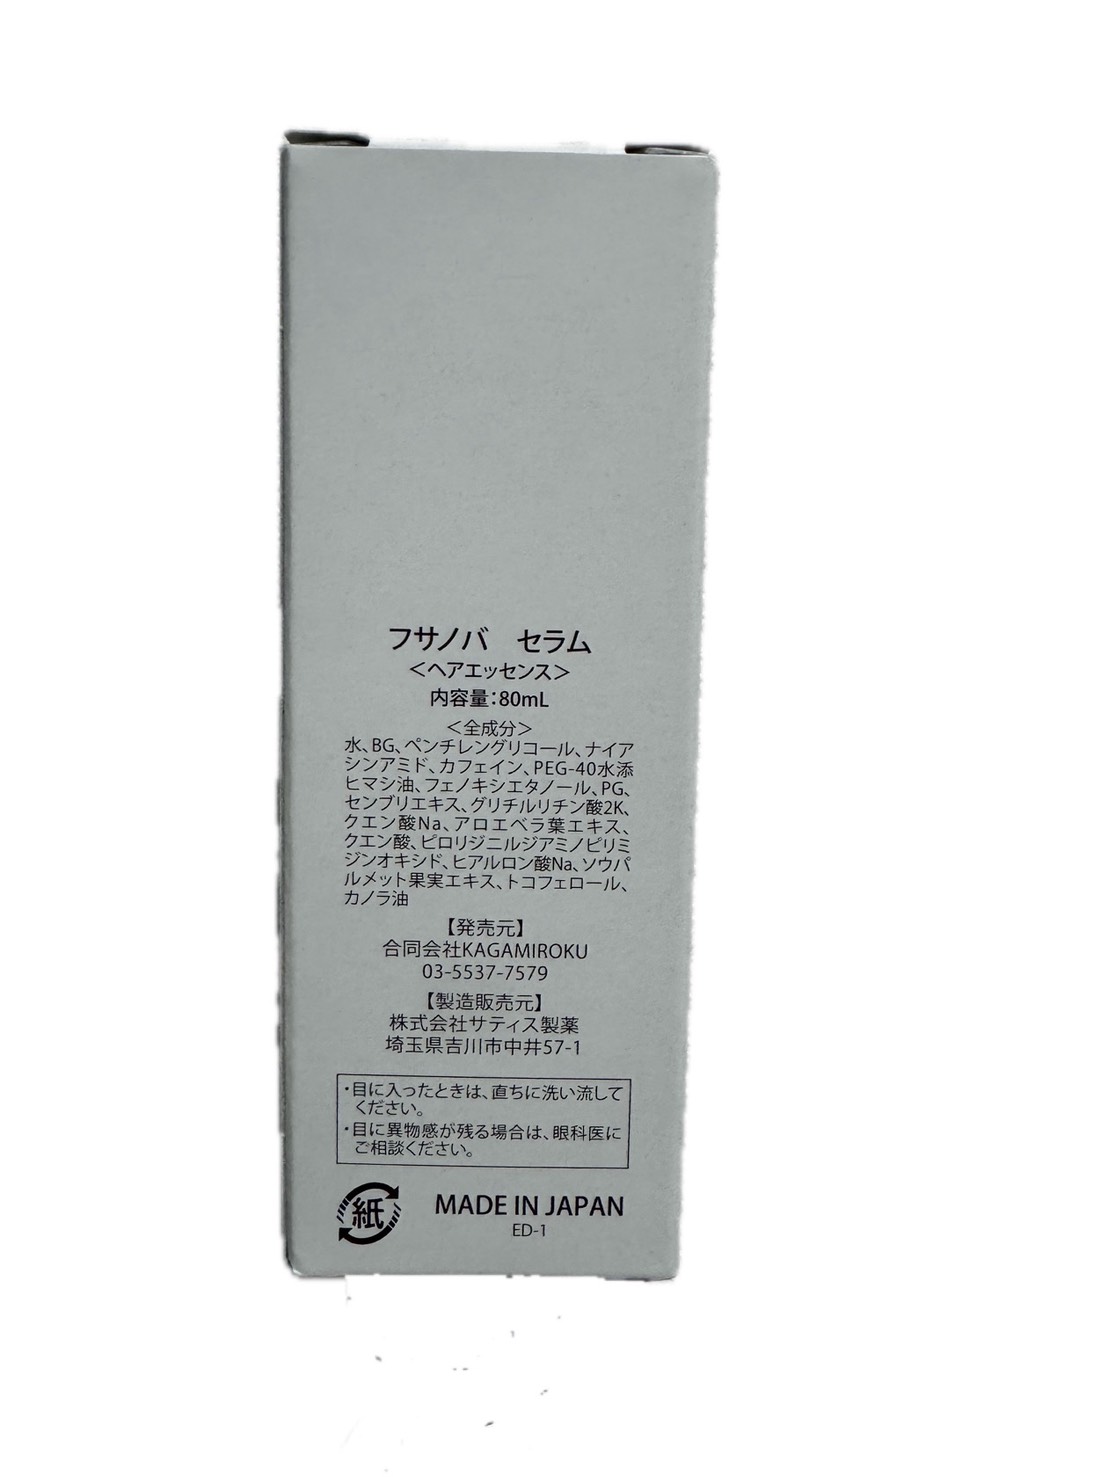 フサノバ　セラム
＜ヘアエッセンス＞
内容量：80mL
＜全成分＞
水、BG、ペンチレングリコール、ナイア
シンアミド、カフェイン、PEG-40水添
ヒマシ油、フェノキシエタノール、PG、
センブリエキス、グリチルリチン酸2K、
クエン酸Na、アロエベラ葉エキス、
クエン酸、ピロリジニルジアミノピリミ
ジンオキシド、ヒアルロン酸Na、ソウパ
ルメット果実エキス、トコフェロール、
カノラ油
【発売元】
合同会社KAGAMIROKU
03-5537-7579
【製造販売元】
株式会社サティス製薬
埼玉県吉川市中井57-1
・目に入ったときは、直ちに洗い流して
ください。
・目に異物感が残る場合は、眼科医に
ご相談ください。
紙
MADE IN JAPAN
ED-1